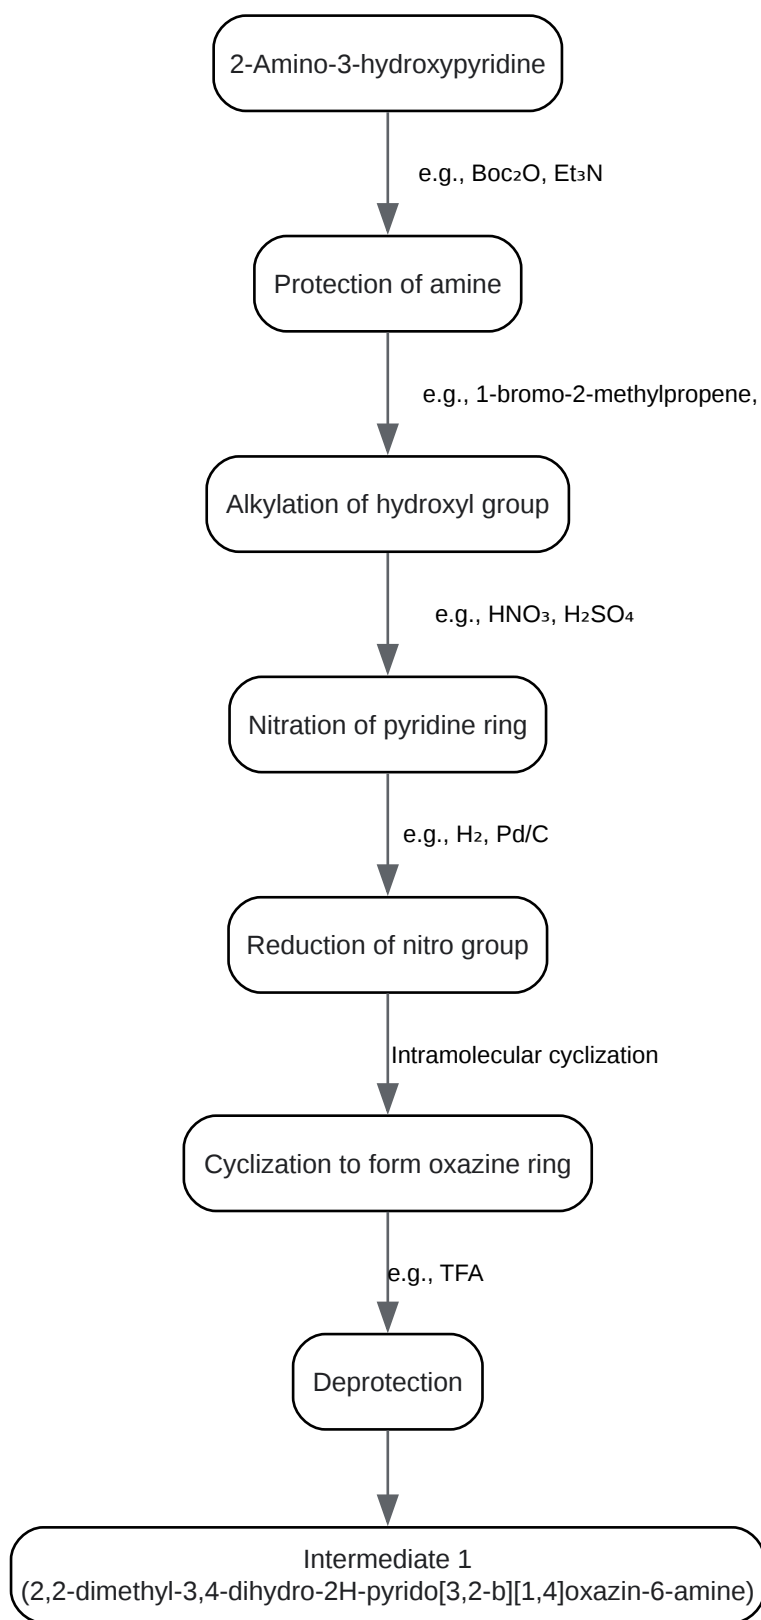 2-Amino-3-hydroxypyridine
e.g., Boc₂O, Et₃N
Protection of amine
e.g., 1-bromo-2-methylpropene,
Alkylation of hydroxyl group
e.g., HNO₃, H₂SO₄
Nitration of pyridine ring
e.g., H₂, Pd/C
Reduction of nitro group
Intramolecular cyclization
Cyclization to form oxazine ring
e.g., TFA
Deprotection
Intermediate 1
(2,2-dimethyl-3,4-dihydro-2H-pyrido[3,2-b][1,4]oxazin-6-amine)